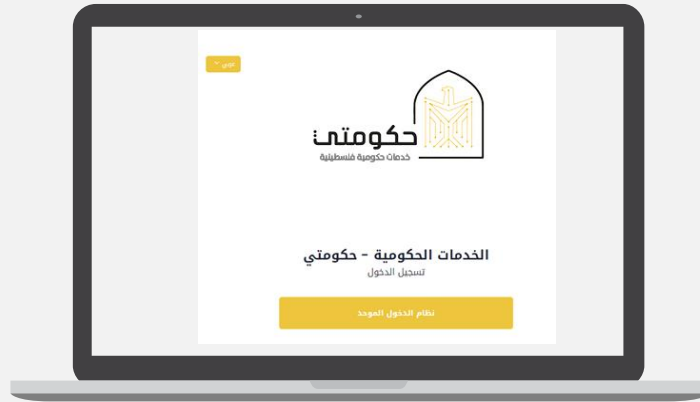 عربي
حكومتي
خدمات حكومية فلسطينية
الخدمات الحكومية - حكومتي
تسجيل الدخول
نظام الدخول الموحد